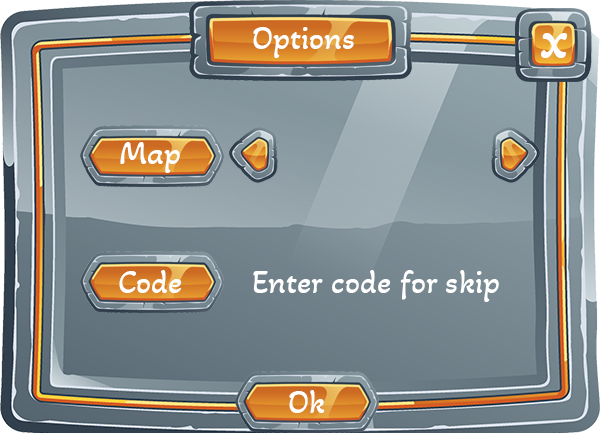 Options
X
Map
Code
Enter code for skip
Ok